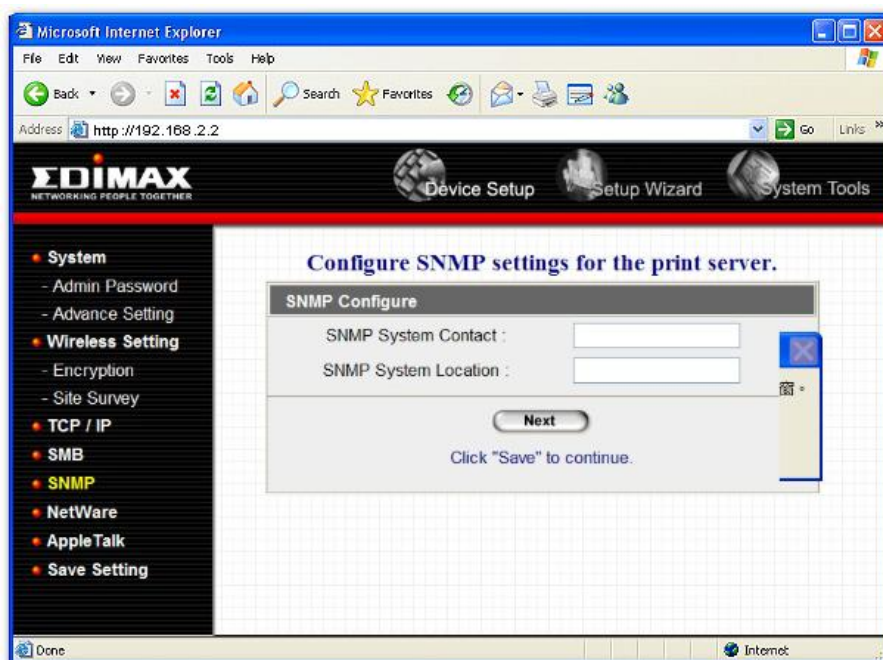 Microsoft Internet Explorer
File Edit View Favorites Tools Help
Back Search Favorites
Address http://192.168.2.2 Go Links »
EDIMAX
NETWORKING PEOPLE TOGETHER
Device Setup Setup Wizard System Tools
System
- Admin Password
- Advance Setting
Wireless Setting
- Encryption
- Site Survey
TCP / IP
SMB
SNMP
NetWare
AppleTalk
Save Setting
Configure SNMP settings for the print server.
SNMP Configure
SNMP System Contact :
SNMP System Location :
窗。
Next
Click "Save" to continue.
Done Internet